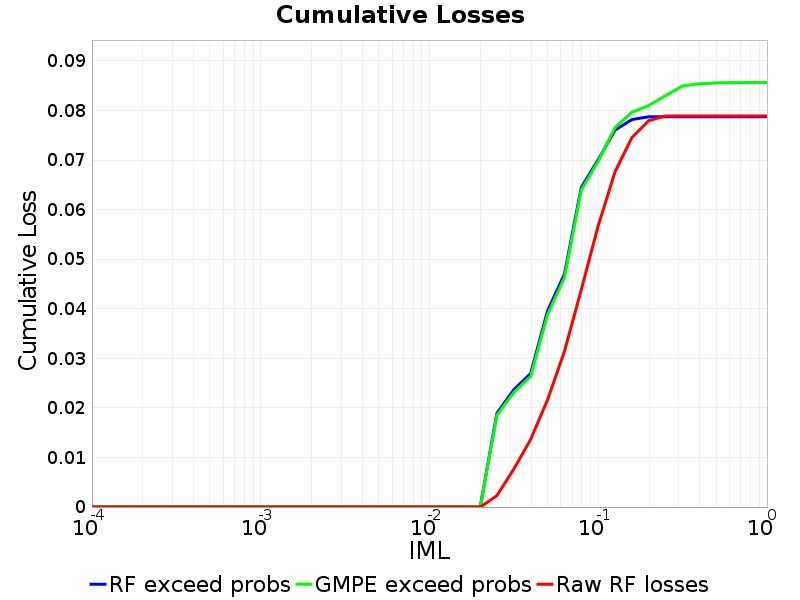 Cumulative Losses
Cumulative Loss
0.09
0.08
0.07
0.06
0.05
0.04
0.03
0.02
0.01
0
10-4 10-3 10-2 10-1 100
IML
RF exceed probs GMPE exceed probs Raw RF losses